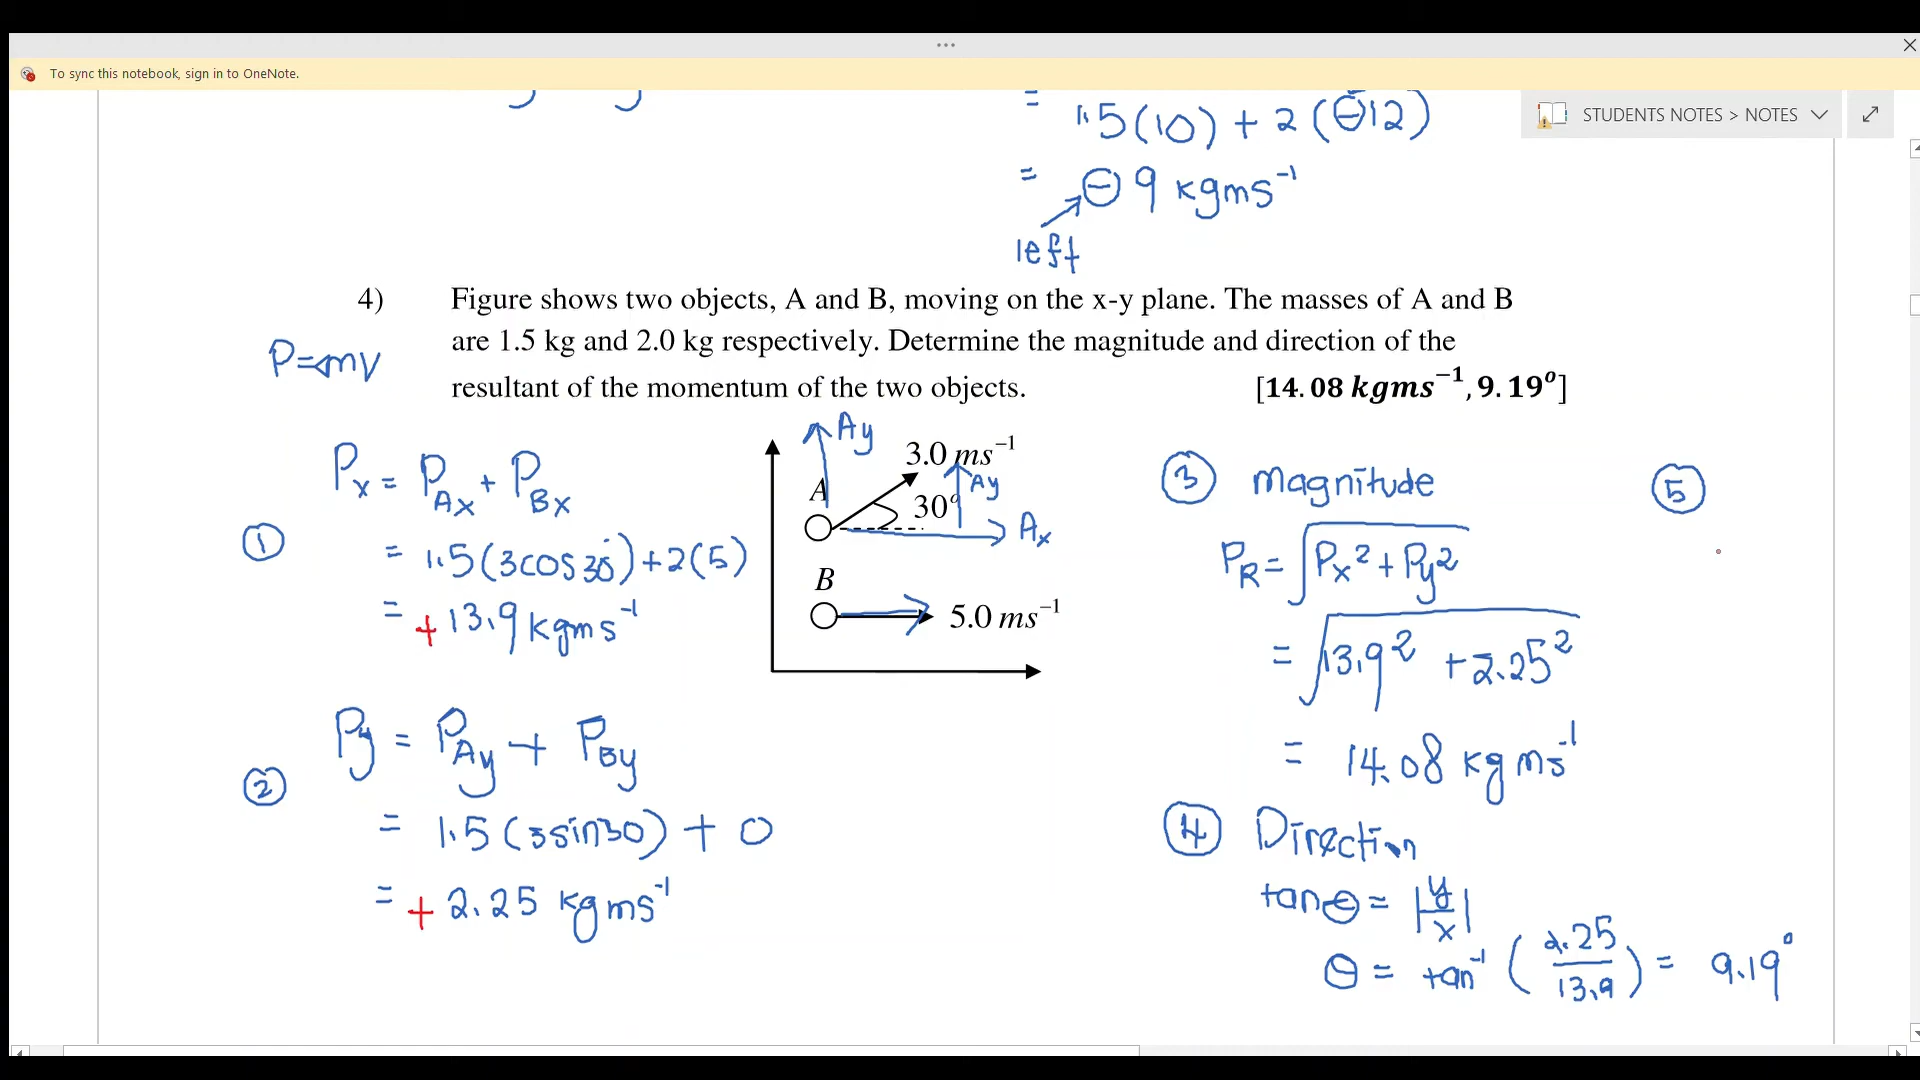 To sync this notebook, sign in to OneNote.
STUDENTS NOTES > NOTES
= 1.5(10) + 2(-12)
= - 9 kgms⁻¹
left
4) Figure shows two objects, A and B, moving on the x-y plane. The masses of A and B
are 1.5 kg and 2.0 kg respectively. Determine the magnitude and direction of the
resultant of the momentum of the two objects. [14.08 kgms⁻¹, 9.19°]
P=mv
Px = PAx + PBx
① = 1.5(3cos30°)+2(5)
= +13.9 kgms⁻¹
② Py = PAy + PBy
= 1.5(3sin30) + 0
= +2.25 kgms⁻¹
Ay
3.0 ms⁻¹
A
Ay
30°
Ax
B
5.0 ms⁻¹
③ magnitude
PR = √Px² + Py²
= √13.9² + 2.25²
= 14.08 kgms⁻¹
④ Direction
tanθ = |y/x|
θ = tan⁻¹ (2.25/13.9) = 9.19°
⑤